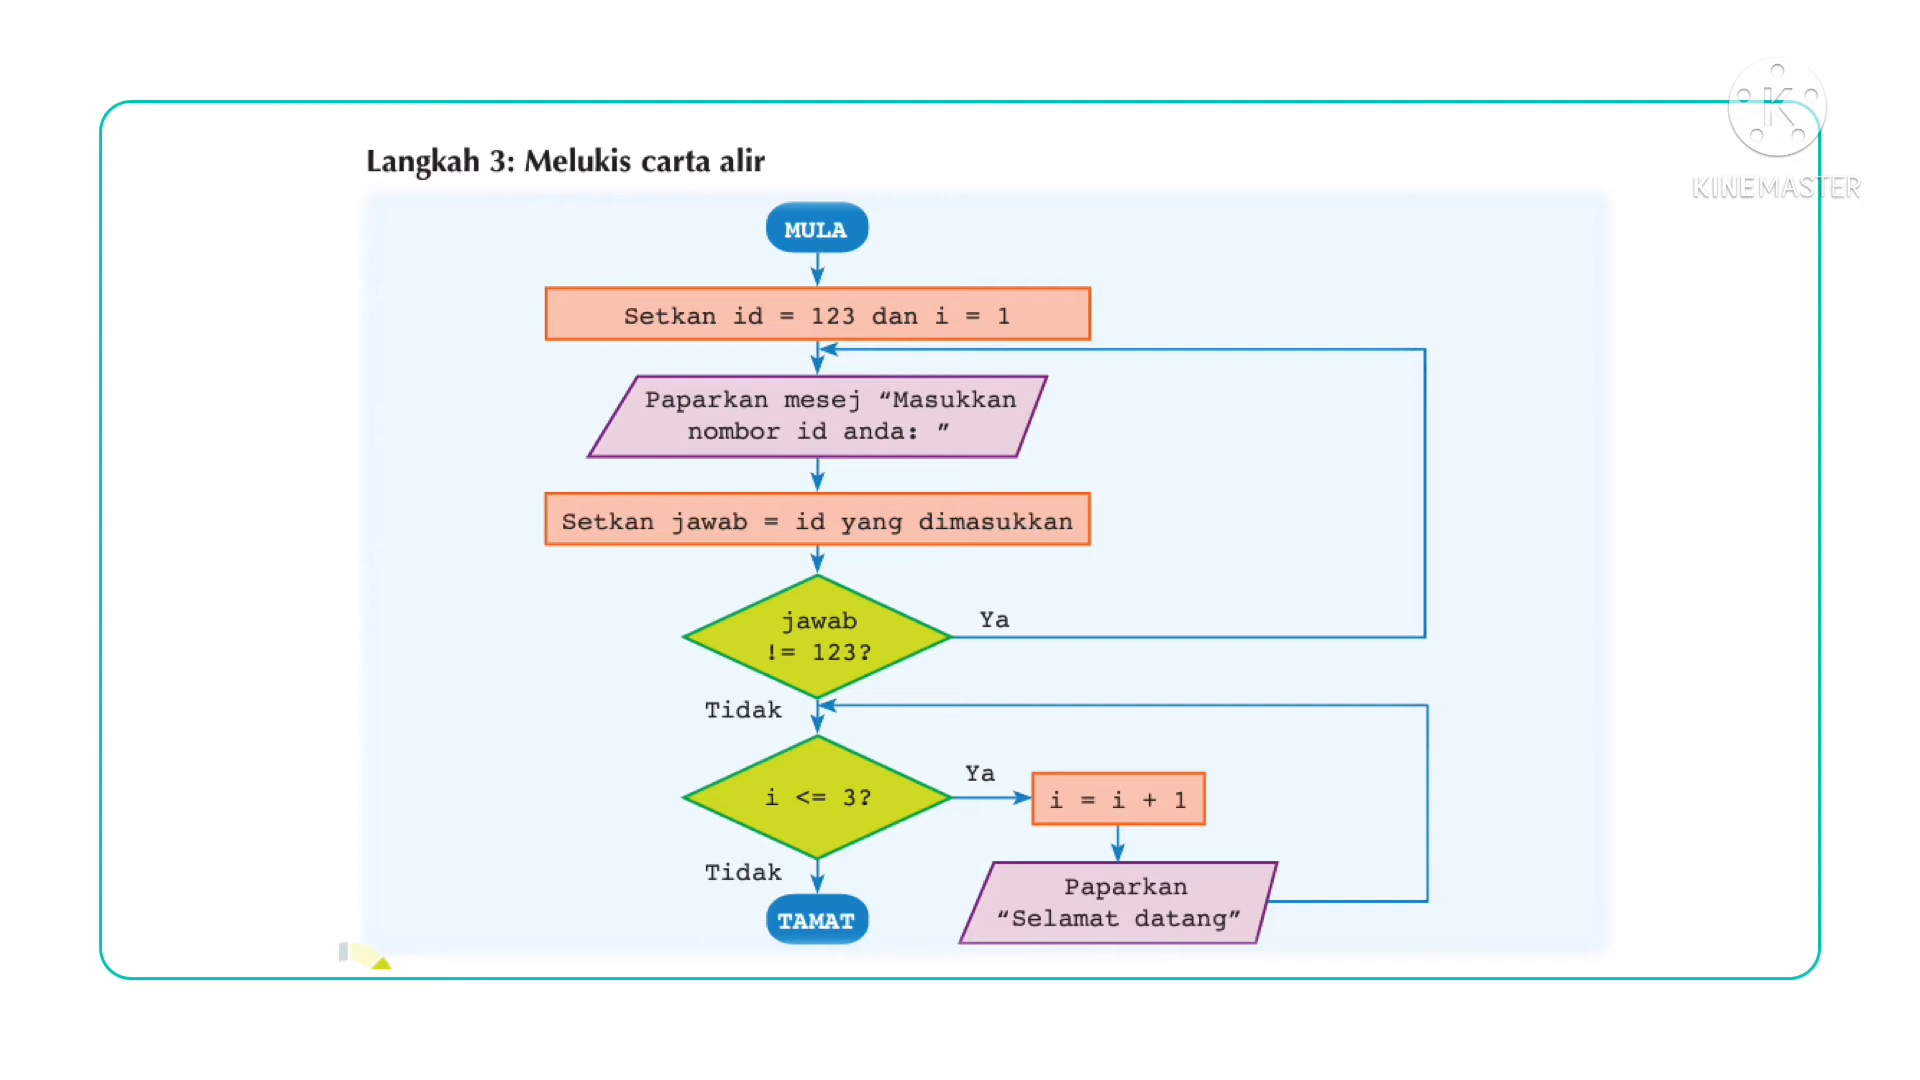 KINEMASTER
Langkah 3: Melukis carta alir
MULA
Setkan id = 123 dan i = 1
Paparkan mesej “Masukkan
nombor id anda: ”
Setkan jawab = id yang dimasukkan
jawab
!= 123?
Ya
Tidak
i <= 3?
Ya
i = i + 1
Tidak
Paparkan
“Selamat datang”
TAMAT